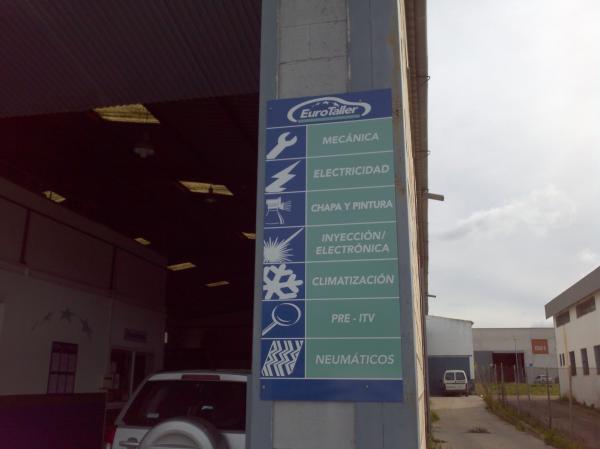 EuroTaller
MECÁNICA
ELECTRICIDAD
CHAPA Y PINTURA
INYECCIÓN/
ELECTRÓNICA
CLIMATIZACIÓN
PRE - ITV
NEUMÁTICOS